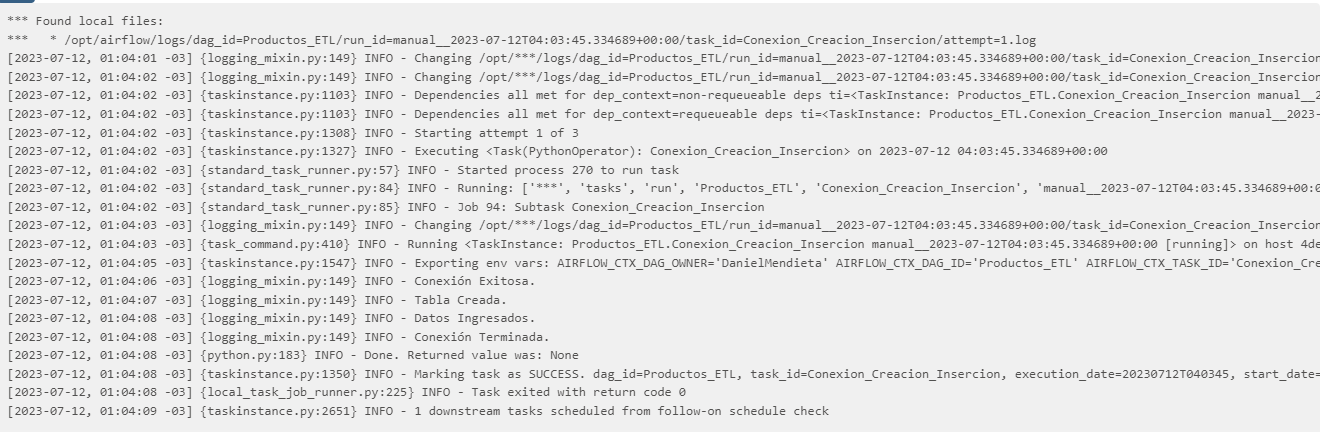 *** Found local files:
***   * /opt/airflow/logs/dag_id=Productos_ETL/run_id=manual__2023-07-12T04:03:45.334689+00:00/task_id=Conexion_Creacion_Insercion/attempt=1.log
[2023-07-12, 01:04:01 -03] {logging_mixin.py:149} INFO - Changing /opt/***/logs/dag_id=Productos_ETL/run_id=manual__2023-07-12T04:03:45.334689+00:00/task_id=Conexion_Creacion_Insercion
[2023-07-12, 01:04:02 -03] {logging_mixin.py:149} INFO - Changing /opt/***/logs/dag_id=Productos_ETL/run_id=manual__2023-07-12T04:03:45.334689+00:00/task_id=Conexion_Creacion_Insercion
[2023-07-12, 01:04:02 -03] {taskinstance.py:1103} INFO - Dependencies all met for dep_context=non-requeueable deps ti=<TaskInstance: Productos_ETL.Conexion_Creacion_Insercion manual__2
[2023-07-12, 01:04:02 -03] {taskinstance.py:1103} INFO - Dependencies all met for dep_context=requeueable deps ti=<TaskInstance: Productos_ETL.Conexion_Creacion_Insercion manual__2023-
[2023-07-12, 01:04:02 -03] {taskinstance.py:1308} INFO - Starting attempt 1 of 3
[2023-07-12, 01:04:02 -03] {taskinstance.py:1327} INFO - Executing <Task(PythonOperator): Conexion_Creacion_Insercion> on 2023-07-12 04:03:45.334689+00:00
[2023-07-12, 01:04:02 -03] {standard_task_runner.py:57} INFO - Started process 270 to run task
[2023-07-12, 01:04:02 -03] {standard_task_runner.py:84} INFO - Running: ['***', 'tasks', 'run', 'Productos_ETL', 'Conexion_Creacion_Insercion', 'manual__2023-07-12T04:03:45.334689+00:0
[2023-07-12, 01:04:02 -03] {standard_task_runner.py:85} INFO - Job 94: Subtask Conexion_Creacion_Insercion
[2023-07-12, 01:04:03 -03] {logging_mixin.py:149} INFO - Changing /opt/***/logs/dag_id=Productos_ETL/run_id=manual__2023-07-12T04:03:45.334689+00:00/task_id=Conexion_Creacion_Insercion
[2023-07-12, 01:04:03 -03] {task_command.py:410} INFO - Running <TaskInstance: Productos_ETL.Conexion_Creacion_Insercion manual__2023-07-12T04:03:45.334689+00:00 [running]> on host 4de
[2023-07-12, 01:04:05 -03] {taskinstance.py:1547} INFO - Exporting env vars: AIRFLOW_CTX_DAG_OWNER='DanielMendieta' AIRFLOW_CTX_DAG_ID='Productos_ETL' AIRFLOW_CTX_TASK_ID='Conexion_Cre
[2023-07-12, 01:04:06 -03] {logging_mixin.py:149} INFO - Conexión Exitosa.
[2023-07-12, 01:04:07 -03] {logging_mixin.py:149} INFO - Tabla Creada.
[2023-07-12, 01:04:08 -03] {logging_mixin.py:149} INFO - Datos Ingresados.
[2023-07-12, 01:04:08 -03] {logging_mixin.py:149} INFO - Conexión Terminada.
[2023-07-12, 01:04:08 -03] {python.py:183} INFO - Done. Returned value was: None
[2023-07-12, 01:04:08 -03] {taskinstance.py:1350} INFO - Marking task as SUCCESS. dag_id=Productos_ETL, task_id=Conexion_Creacion_Insercion, execution_date=20230712T040345, start_date=
[2023-07-12, 01:04:08 -03] {local_task_job_runner.py:225} INFO - Task exited with return code 0
[2023-07-12, 01:04:09 -03] {taskinstance.py:2651} INFO - 1 downstream tasks scheduled from follow-on schedule check